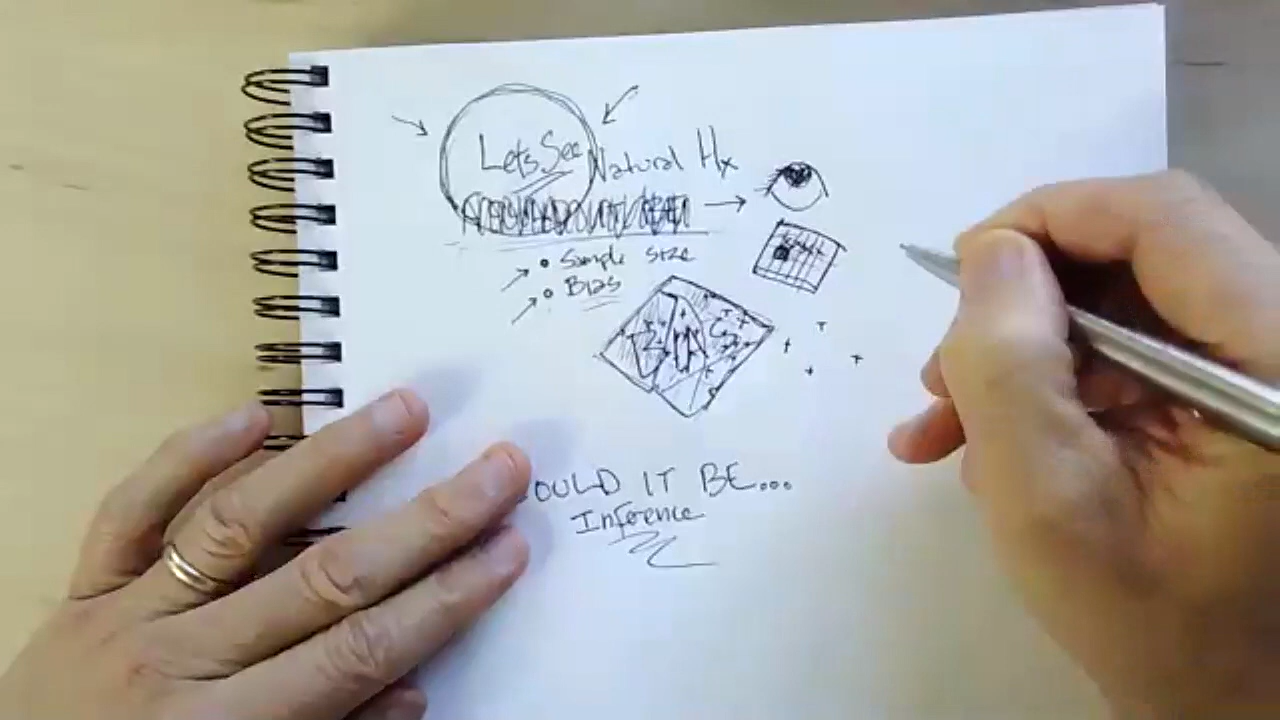 Lets See
Natural Hx
Sample size
Bias
OULD IT BE...
Inference